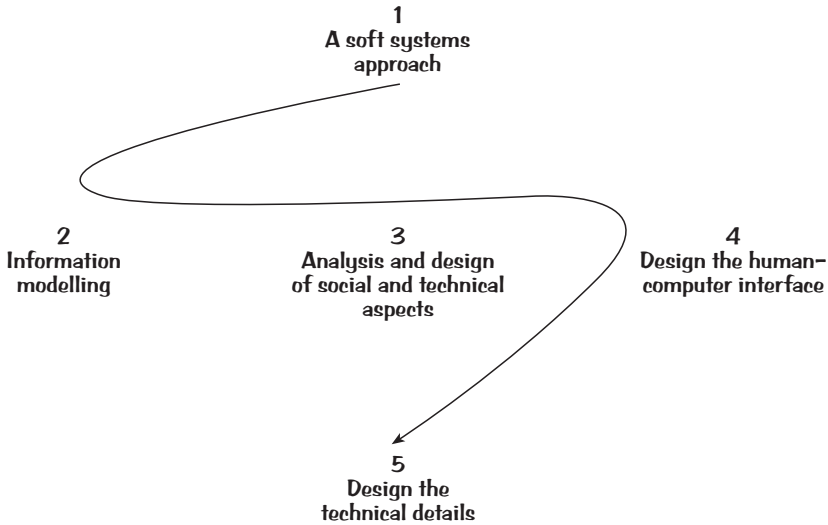 1
A soft systems
approach
2
Information
modelling
3
Analysis and design
of social and technical
aspects
4
Design the human-
computer interface
5
Design the
technical details